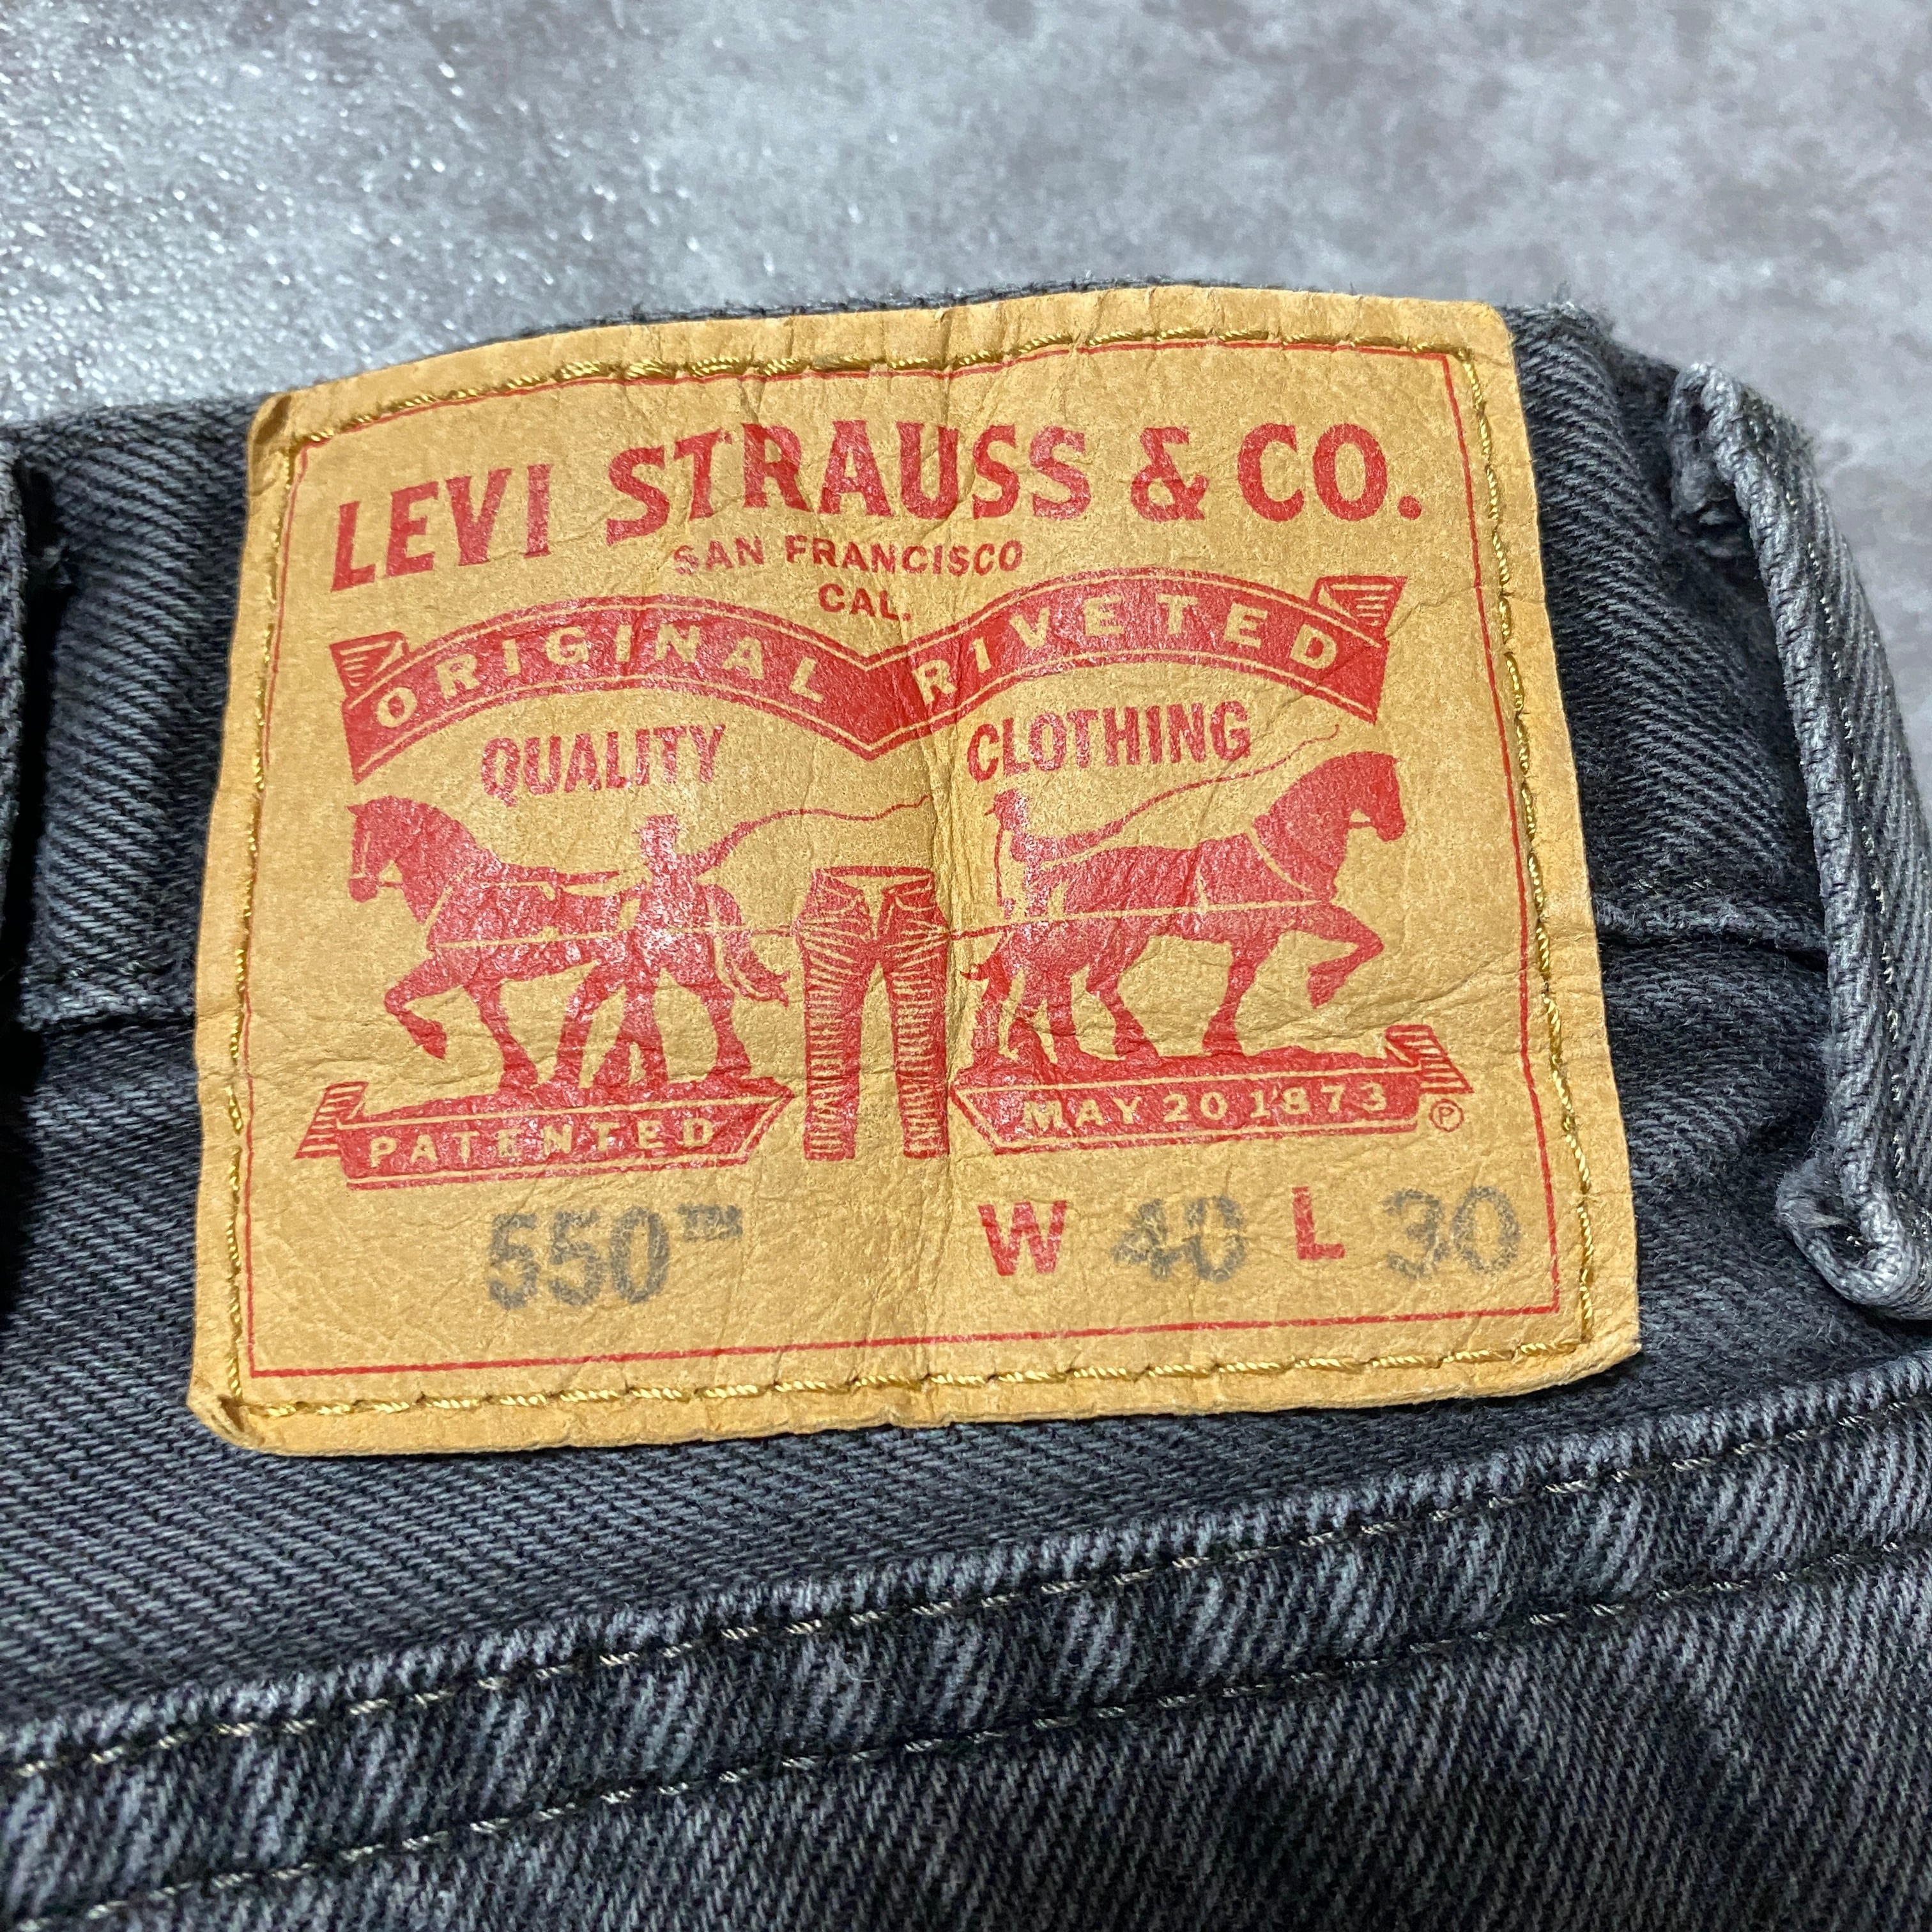 LEVI STRAUSS & CO.
SAN FRANCISCO
CAL.
ORIGINAL RIVETED
QUALITY CLOTHING
PATENTED MAY 20 1873 Ⓟ
550™ W 40 L 30